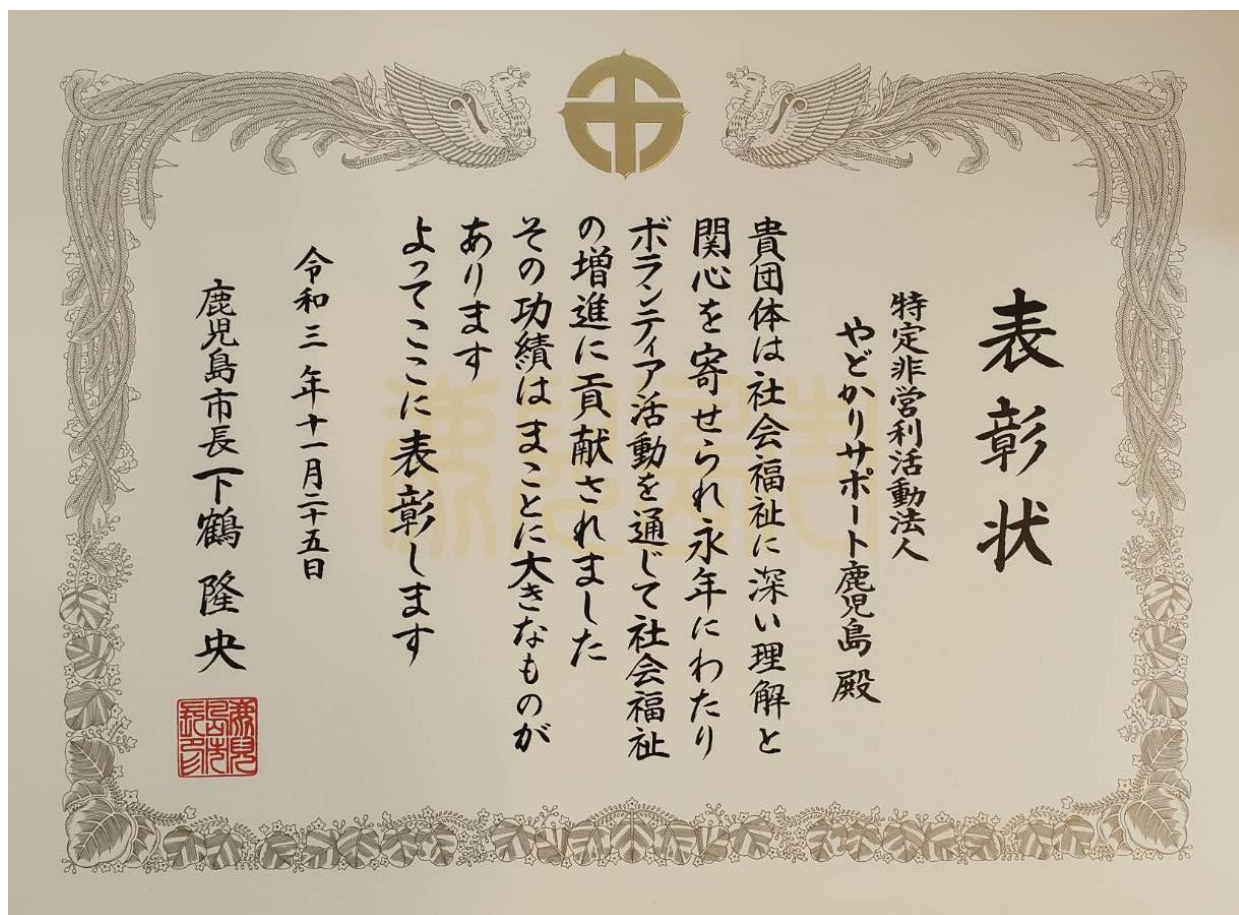 表彰状
特定非営利活動法人
やどかりサポート鹿児島 殿
貴団体は社会福祉に深い理解と
関心を寄せられ永年にわたり
ボランティア活動を通じて社会福祉
の増進に貢献されました
その功績はまことに大きなものが
あります
よってここに表彰します
令和三年十一月二十五日
鹿児島市長 下鶴 隆央
鹿児島市長印